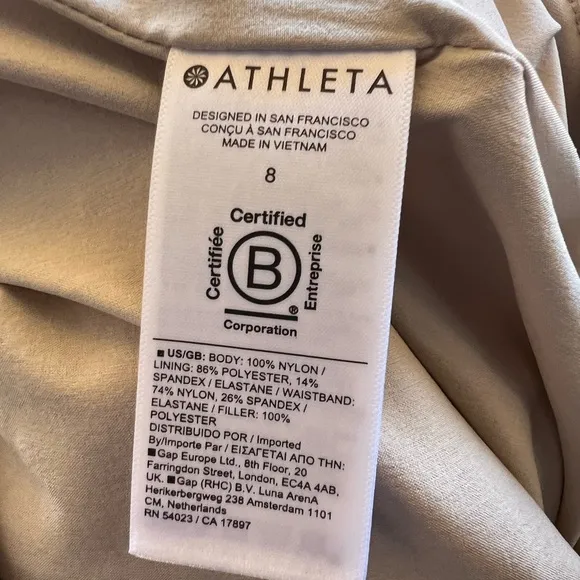 ATHLETA
DESIGNED IN SAN FRANCISCO
CONÇU À SAN FRANCISCO
MADE IN VIETNAM
8
Certified
Certifiée
B
Entreprise
®
Corporation
■ US/GB: BODY: 100% NYLON /
LINING: 86% POLYESTER, 14%
SPANDEX / ELASTANE / WAISTBAND:
74% NYLON, 26% SPANDEX /
ELASTANE / FILLER: 100%
POLYESTER
DISTRIBUIDO POR / Imported
By/Importe Par / ΕΙΣΑΓΕΤΑΙ ΑΠΟ ΤΗΝ:
■ Gap Europe Ltd., 8th Floor, 20
Farringdon Street, London, EC4A 4AB,
UK. ■ Gap (RHC) B.V. Luna ArenA
Herikerbergweg 238 Amsterdam 1101
CM, Netherlands
RN 54023 / CA 17897